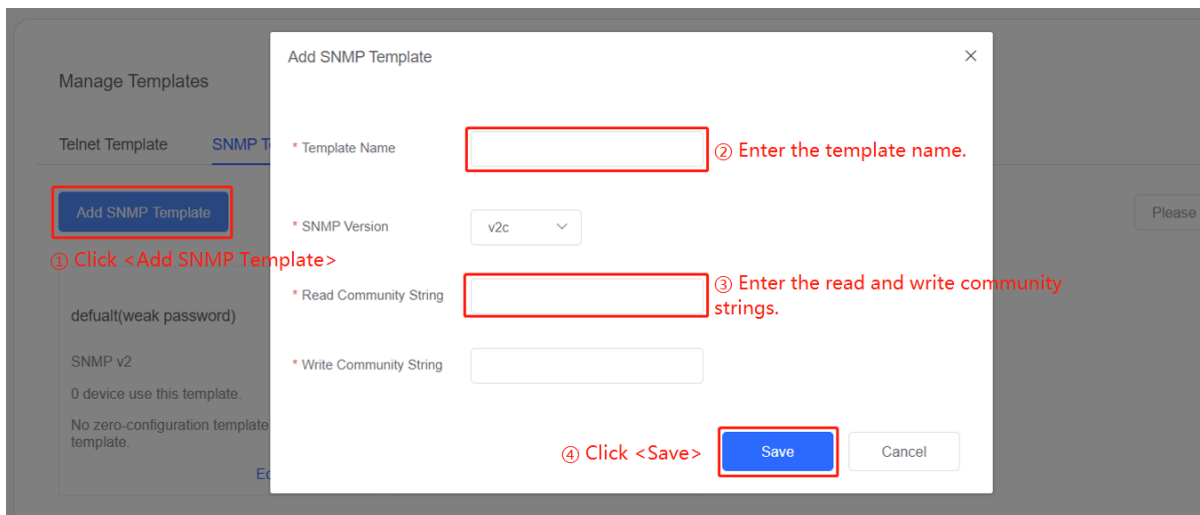 Add SNMP Template
Manage Templates
Telnet Template
SNMP T
* Template Name
② Enter the template name.
Add SNMP Template
Please
* SNMP Version
v2c
① Click <Add SNMP Template>
* Read Community String
③ Enter the read and write community
strings.
defualt(weak password)
SNMP v2
* Write Community String
0 device use this template.
No zero-configuration template
template.
④ Click <Save>
Save
Cancel
Ed